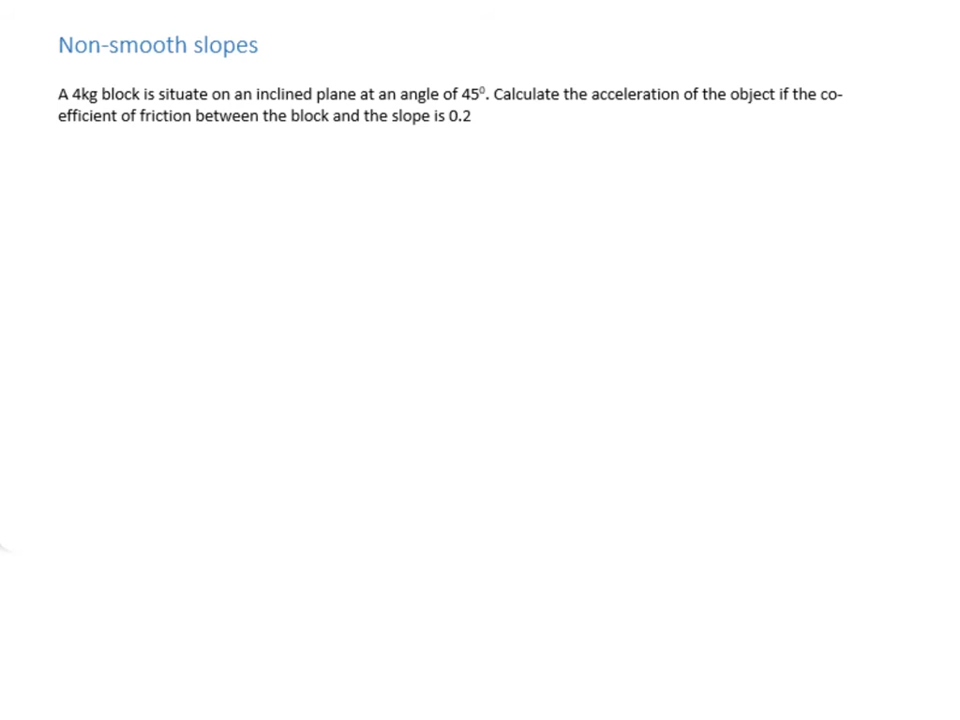 Non-smooth slopes
A 4kg block is situate on an inclined plane at an angle of 45⁰. Calculate the acceleration of the object if the co-
efficient of friction between the block and the slope is 0.2